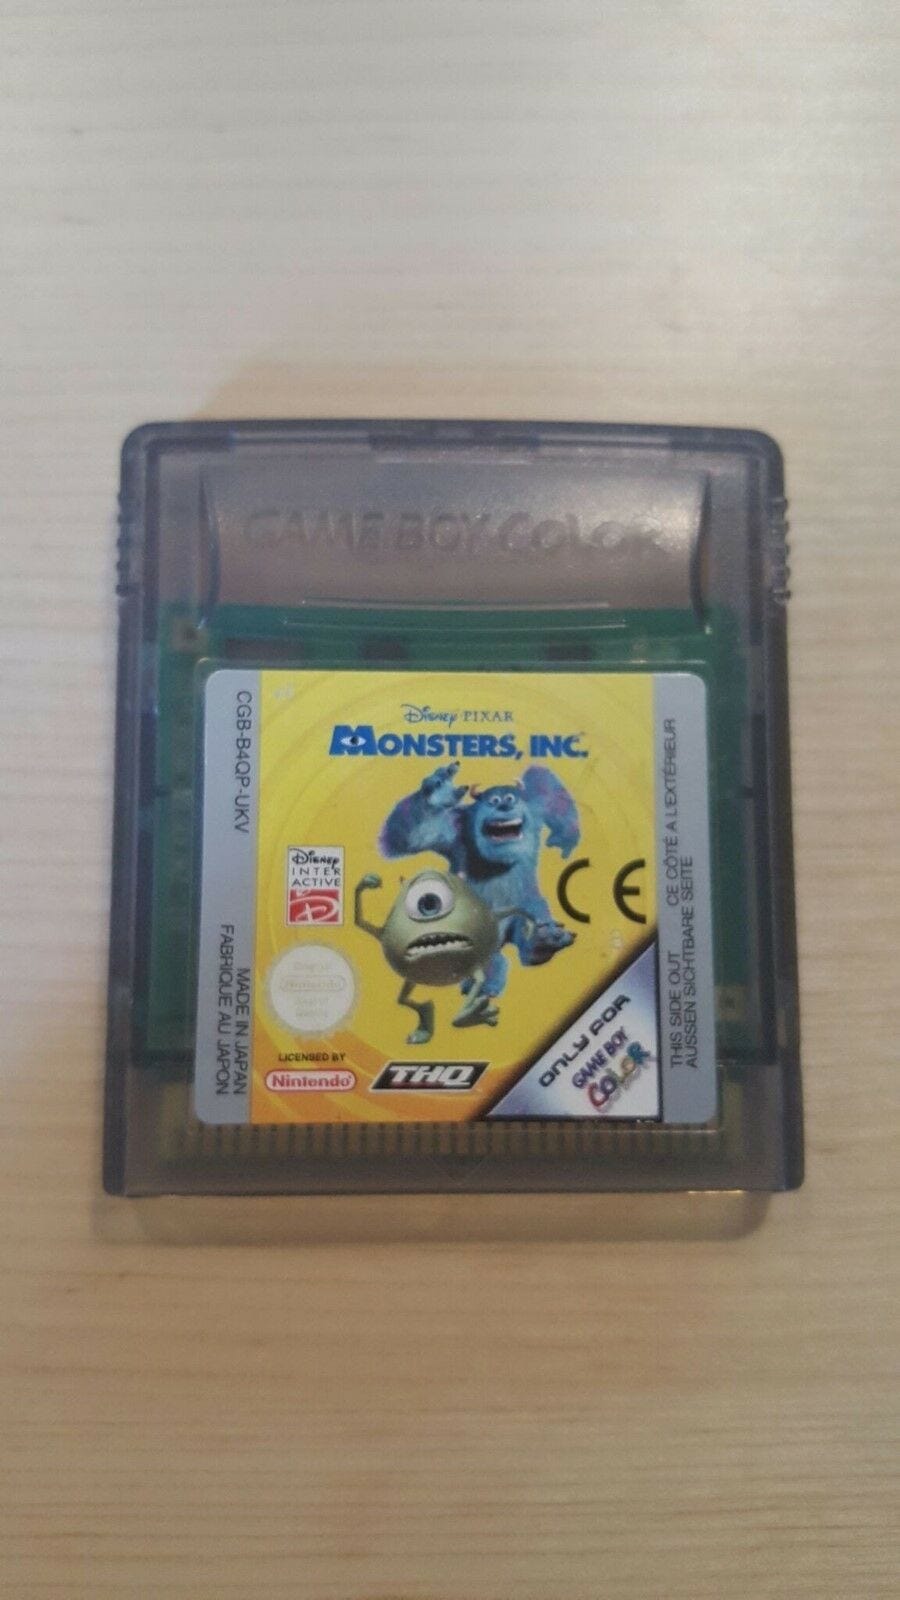 GAME BOY COLOR
Disney PIXAR
MONSTERS, INC.
CGB-B4QP-UKV
MADE IN JAPAN
FABRIQUE AU JAPON
Disney
INTER
ACTIVE
CE
Nintendo
LICENSED BY
Nintendo
THQ
ONLY FOR
GAME BOY
COLOR
THIS SIDE OUT CE CÔTÉ A L'EXTÉRIEUR
AUSSEN SICHTBARE SEITE